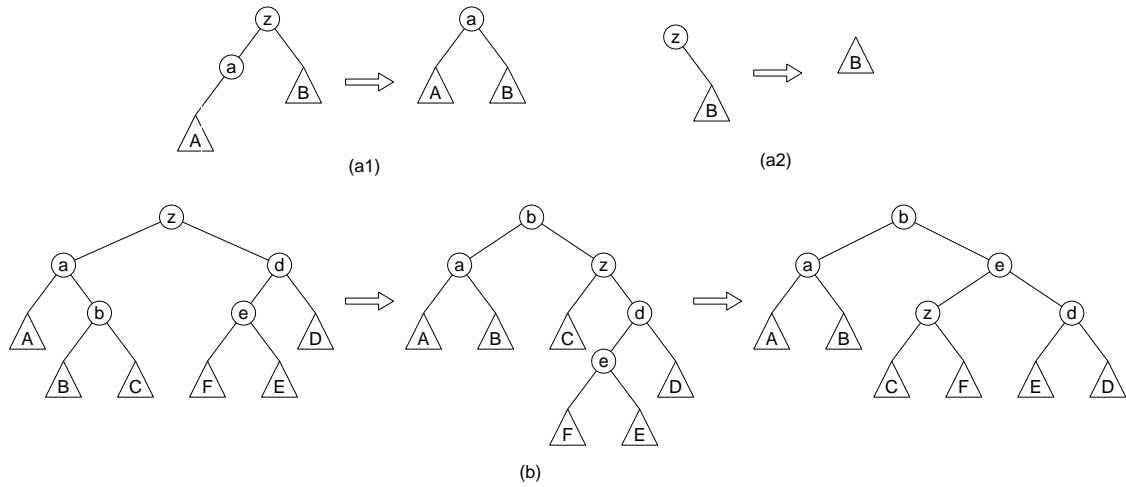 z a z
a B A B B
A B
(a1) (a2)
z b b
a d a z a e
A b e D A B C d A B z d
B C F E e D C F E D
F E
(b)